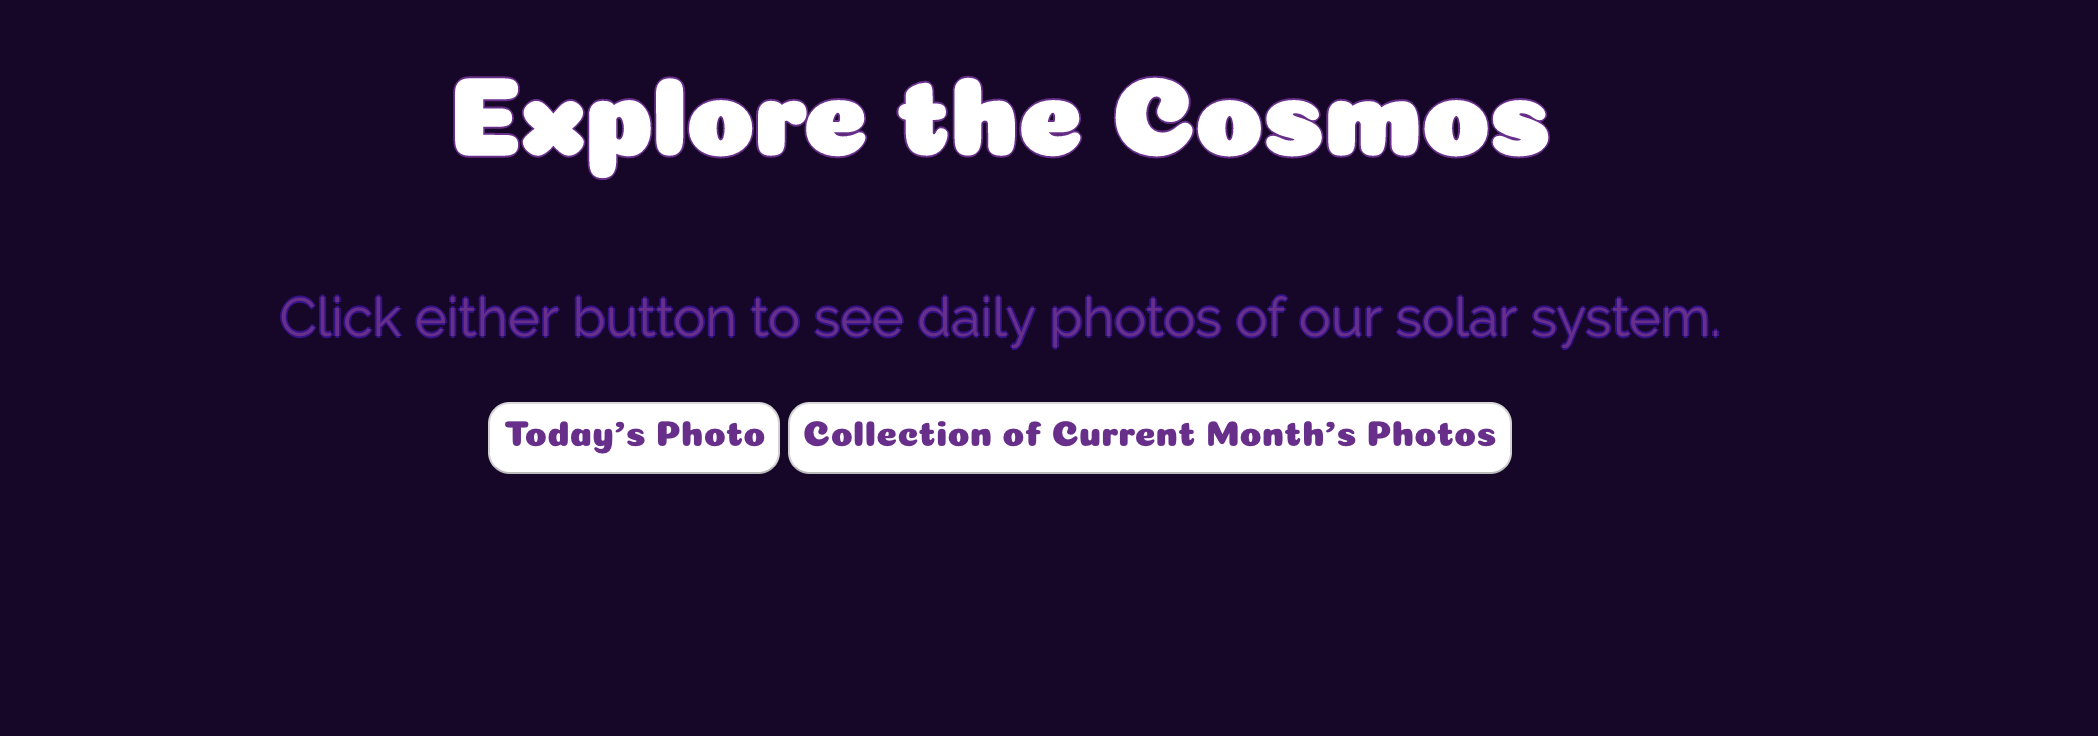 Explore the Cosmos
Click either button to see daily photos of our solar system.
Today's Photo Collection of Current Month's Photos